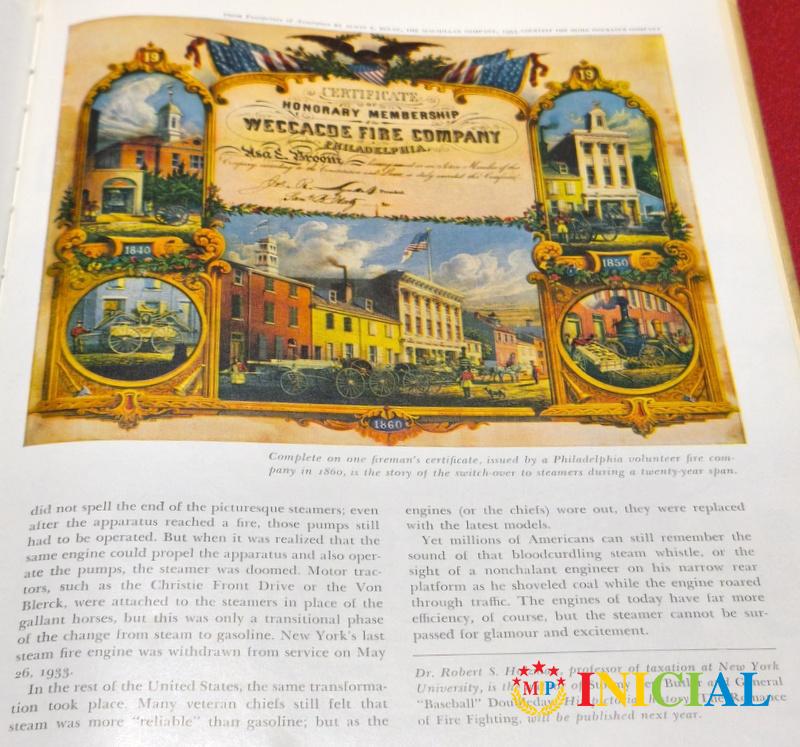 CERTIFICATE
OF
HONORARY MEMBERSHIP
WECCACOE FIRE COMPANY
PHILADELPHIA.
Asa E. Broome
19
19
1840
1850
1860
Complete on one fireman's certificate, issued by a Philadelphia volunteer fire com-
pany in 1860, is the story of the switch-over to steamers during a twenty-year span.
did not spell the end of the picturesque steamers; even
after the apparatus reached a fire, those pumps still
had to be operated. But when it was realized that the
same engine could propel the apparatus and also oper-
ate the pumps, the steamer was doomed. Motor trac-
tors, such as the Christie Front Drive or the Von
Blerck, were attached to the steamers in place of the
gallant horses, but this was only a transitional phase
of the change from steam to gasoline. New York's last
steam fire engine was withdrawn from service on May
26, 1933.
In the rest of the United States, the same transforma-
tion took place. Many veteran chiefs still felt that
steam was more "reliable" than gasoline; but as the
engines (or the chiefs) wore out, they were replaced
with the latest models.
Yet millions of Americans can still remember the
sound of that bloodcurdling steam whistle, or the
sight of a nonchalant engineer on his narrow rear
platform as he shoveled coal while the engine roared
through traffic. The engines of today have far more
efficiency, of course, but the steamer cannot be sur-
passed for glamour and excitement.
Dr. Robert S. professor of taxation at New York
University, is the of and General
"Baseball" The Romance
of Fire Fighting, will be published next year.
MP INICIAL